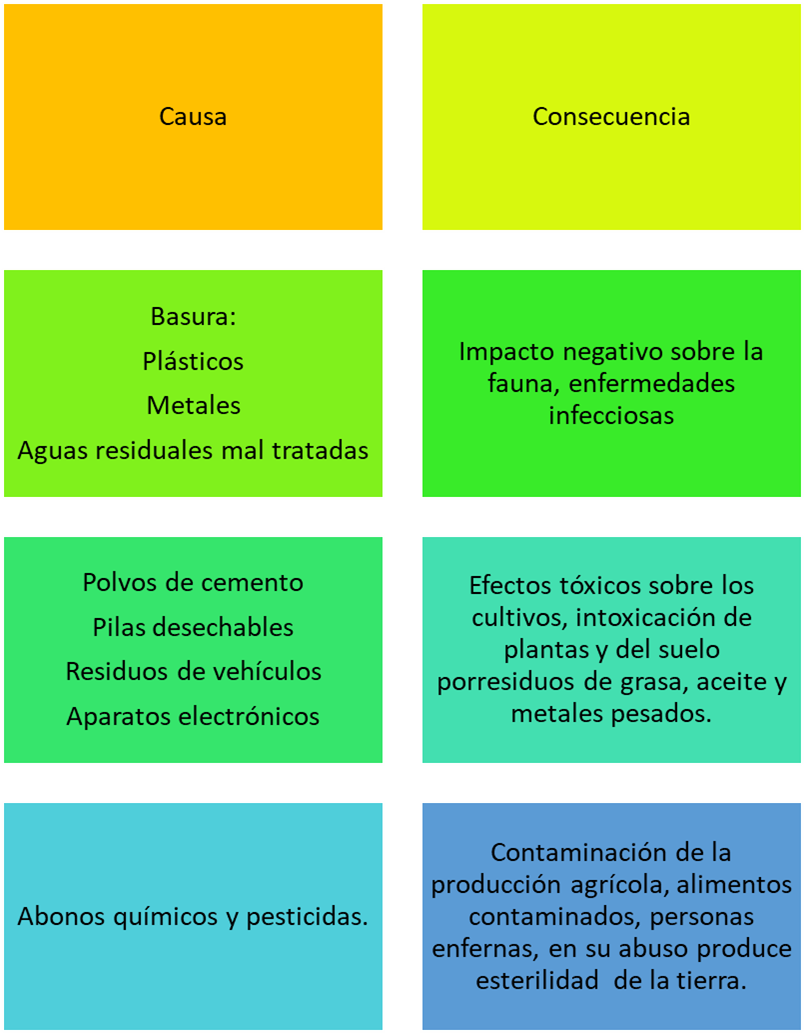 Causa
Consecuencia
Basura:
Plásticos
Metales
Aguas residuales mal tratadas
Impacto negativo sobre la
fauna, enfermedades
infecciosas
Polvos de cemento
Pilas desechables
Residuos de vehículos
Aparatos electrónicos
Efectos tóxicos sobre los
cultivos, intoxicación de
plantas y del suelo
porresiduos de grasa, aceite y
metales pesados.
Abonos químicos y pesticidas.
Contaminación de la
producción agrícola, alimentos
contaminados, personas
enfernas, en su abuso produce
esterilidad  de la tierra.